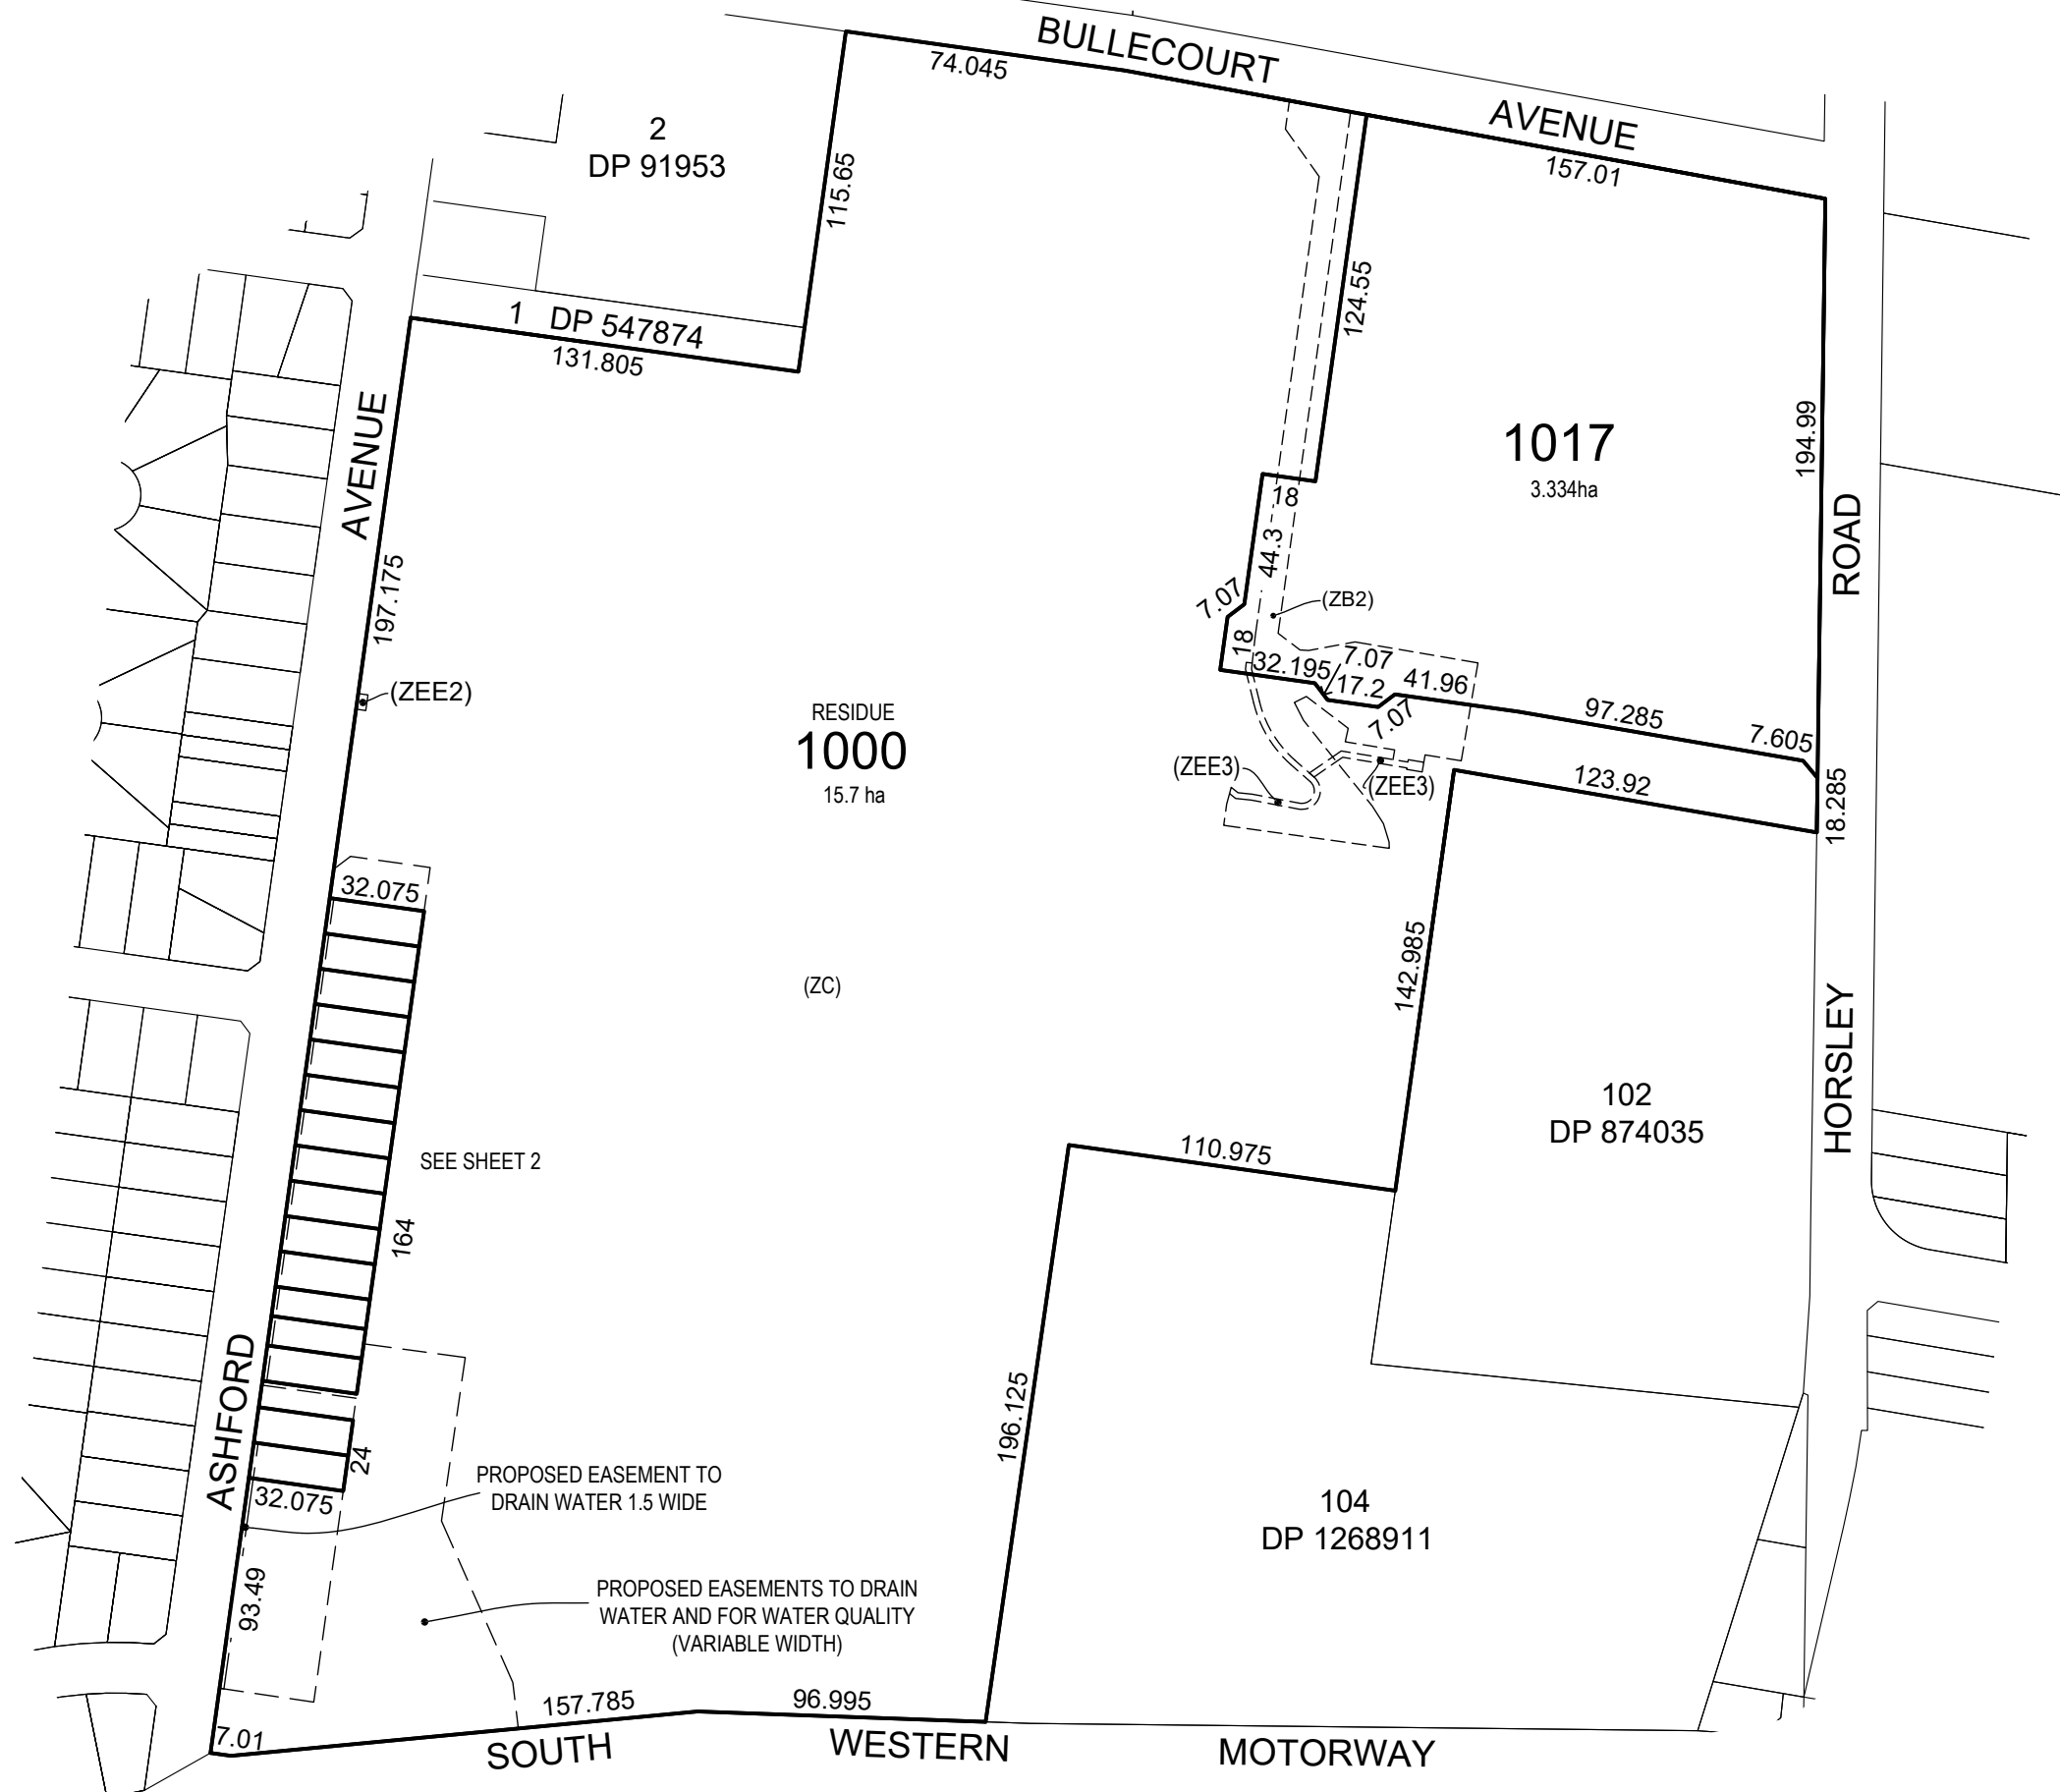 BULLECOURT
AVENUE
74.045
157.01
2
DP 91953
115.65
1 DP 547874
131.805
124.55
1017
3.334ha
194.99
ROAD
AVENUE
197.175
18
44.3
7.07
18
(ZB2)
32.195
7.07
17.2
41.96
7.07
97.285
7.605
(ZEE2)
RESIDUE
1000
15.7 ha
(ZEE3)
(ZEE3)
123.92
18.285
32.075
142.985
(ZC)
HORSLEY
102
DP 874035
110.975
SEE SHEET 2
164
ASHFORD
196.125
24
32.075
PROPOSED EASEMENT TO
DRAIN WATER 1.5 WIDE
104
DP 1268911
93.49
PROPOSED EASEMENTS TO DRAIN
WATER AND FOR WATER QUALITY
(VARIABLE WIDTH)
157.785
96.995
7.01
SOUTH WESTERN MOTORWAY